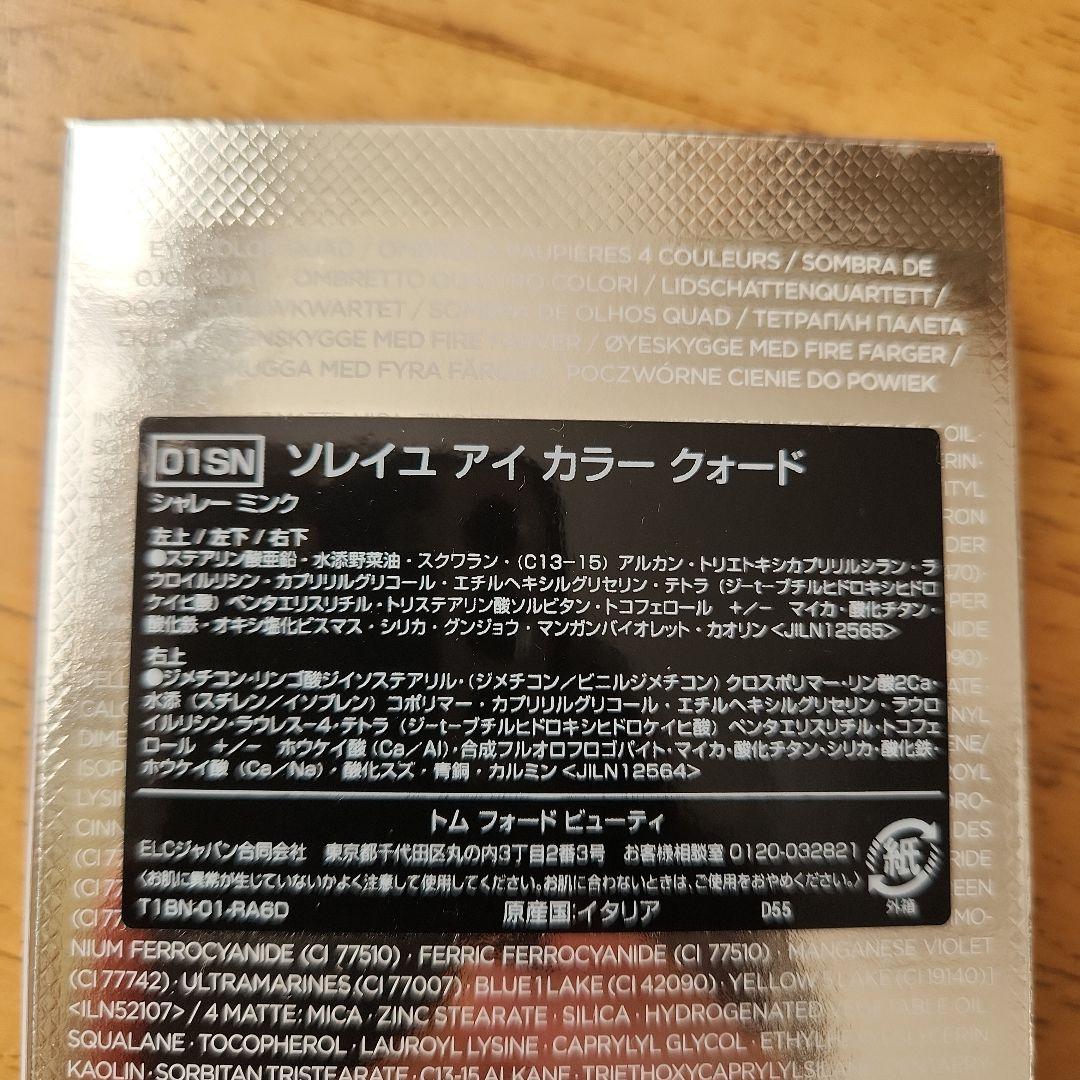 COLOR QUAD / PAUPIÈRES 4 COULEURS / SOMBRA DE
OMBRETTO COLORI / LIDSCHATTENQUARTETT /
DE OLHOS QUAD / ТЕТРАПЛН ПАЛЕТА
MED FIRE / ØYESKYGGE MED FIRE FARGER /
MED FYRA FÄRGER POCZWÓRNE CIENIE DO POWIEK
OIL ·
01SN ソレイユ アイ カラー クォード
シャレー ミンク
左上 / 左下 / 右下
●ステアリン酸亜鉛・水添野菜油・スクワラン・(C13-15) アルカン・トリエトキシカプリリルシラン・ラ
ウロイルリシン・カプリリルグリコール・エチルヘキシルグリセリン・テトラ (ジーt-ブチルヒドロキシヒドロ
ケイヒ酸) ペンタエリスリチル・トリステアリン酸ソルビタン・トコフェロール +/- マイカ・酸化チタン・
酸化鉄・オキシ塩化ビスマス・シリカ・グンジョウ・マンガンバイオレット・カオリン<JILN12565>
右上
●ジメチコン・リンゴ酸ジイソステアリル・(ジメチコン/ビニルジメチコン) クロスポリマー・リン酸2Ca・
水添 (スチレン/イソプレン) コポリマー・カプリリルグリコール・エチルヘキシルグリセリン・ラウロ
イルリシン・ラウレス-4・テトラ (ジーt-ブチルヒドロキシヒドロケイヒ酸) ペンタエリスリチル・トコフェ
ロール +/- ホウケイ酸 (Ca/Al)・合成フルオロフロゴパイト・マイカ・酸化チタン・シリカ・酸化鉄・
ホウケイ酸 (Ca/Na)・酸化スズ・青銅・カルミン<JILN12564>
トム フォード ビューティ
ELCジャパン合同会社 東京都千代田区丸の内3丁目2番3号 お客様相談室 0120-032821
〈お肌に異常が生じていないかよく注意して使用してください。お肌に合わないときは、ご使用をおやめください。〉
紙
T1BN-01-RA6D 原産国:イタリア D55 外箱
NIUM FERROCYANIDE (CI 77510) · FERRIC FERROCYANIDE (CI 77510) · MANGANESE VIOLET
(CI 77742) · ULTRAMARINES (CI 77007) · BLUE 1 LAKE (CI 42090) · YELLOW 5 LAKE (CI 19140)]
<ILN52107> / 4 MATTE: MICA · ZINC STEARATE · SILICA · HYDROGENATED VEGETABLE OIL
SQUALANE · TOCOPHEROL · LAUROYL LYSINE · CAPRYLYL GLYCOL ·
KAOLIN · SORBITAN TRISTEARATE · C13-15 ALKANE · TRIETHOXYCAPRYLYLSILANE